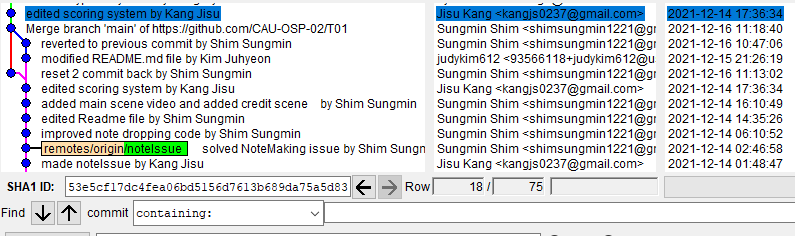 edited scoring system by Kang Jisu Jisu Kang <kangjs0237@gmail.com> 2021-12-14 17:36:34
Merge branch 'main' of https://github.com/CAU-OSP-02/T01 Sungmin Shim <shimsungmin1221@gr 2021-12-16 11:18:40
reverted to previous commit by Shim Sungmin Sungmin Shim <shimsungmin1221@gr 2021-12-16 10:47:06
modified README.md file by Kim Juhyeon judykim612 <93566118+judykim612@u 2021-12-15 21:26:19
reset 2 commit back by Shim Sungmin Sungmin Shim <shimsungmin1221@gr 2021-12-16 11:13:02
edited scoring system by Kang Jisu Jisu Kang <kangjs0237@gmail.com> 2021-12-14 17:36:34
added main scene video and added credit scene by Shim Sungmin Sungmin Shim <shimsungmin1221@gr 2021-12-14 16:10:49
edited Readme file by Shim Sungmin Sungmin Shim <shimsungmin1221@gr 2021-12-14 14:35:26
improved note dropping code by Shim Sungmin Sungmin Shim <shimsungmin1221@gr 2021-12-14 06:10:52
remotes/origin/noteIssue solved NoteMaking issue by Shim Sungm Sungmin Shim <shimsungmin1221@gr 2021-12-14 02:46:58
made noteIssue by Kang Jisu Jisu Kang <kangjs0237@gmail.com> 2021-12-14 01:48:47
SHA1 ID: 53e5cf17dc4fea06bd5156d7613b689da75a5d83 Row 18 / 75
Find commit containing: